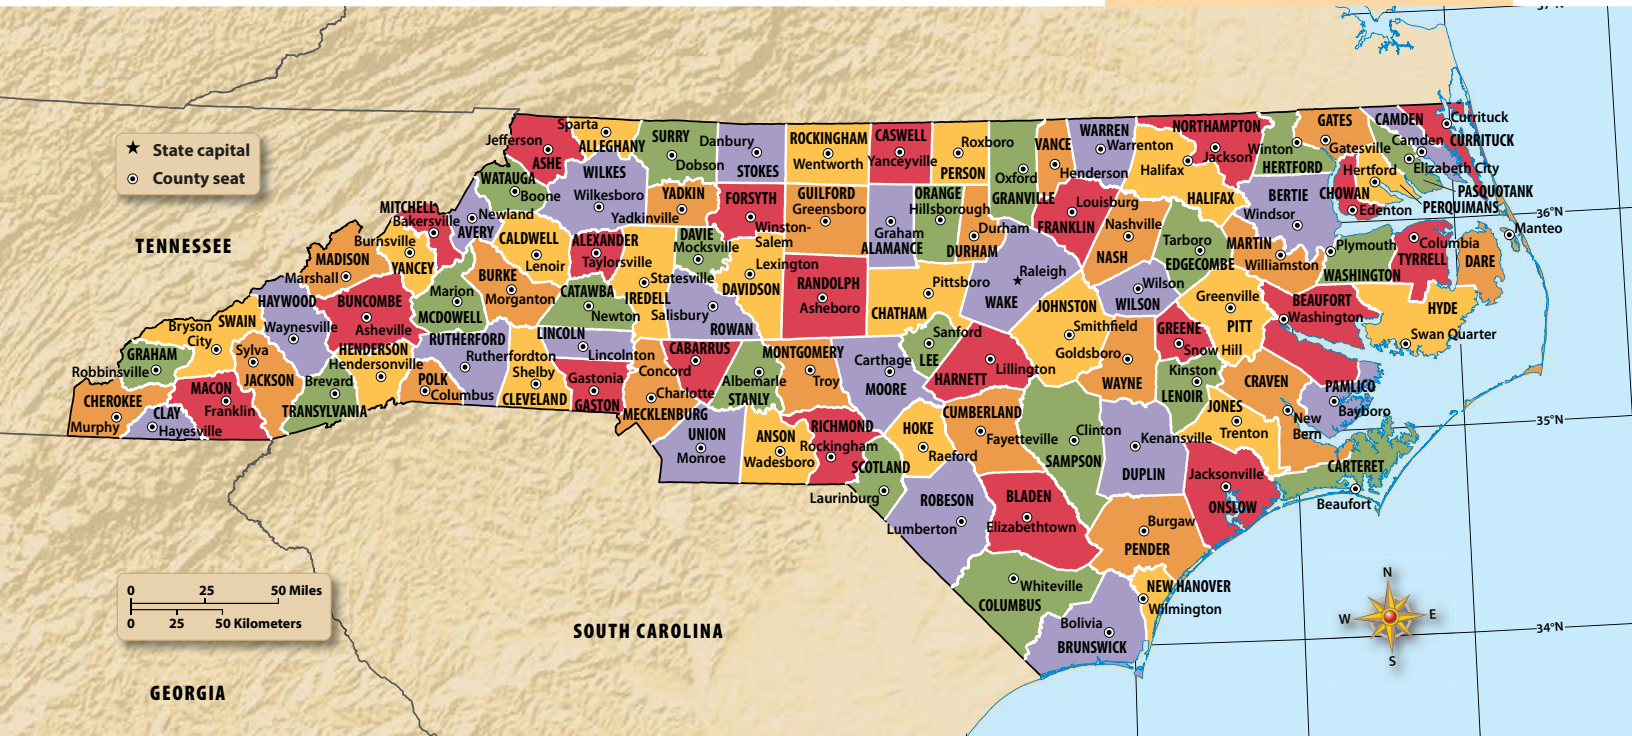 37°N
State capital
County seat
TENNESSEE
SOUTH CAROLINA
GEORGIA
0 25 50 Miles
0 25 50 Kilometers
Jefferson
ASHE
Sparta
ALLEGHANY
SURRY
Dobson
Danbury
STOKES
ROCKINGHAM
Wentworth
CASWELL
Yanceyville
Roxboro
PERSON
Oxford
GRANVILLE
VANCE
Henderson
WARREN
Warrenton
NORTHAMPTON
Jackson
Halifax
HALIFAX
Winton
HERTFORD
GATES
Gatesville
CAMDEN
Camden
Currituck
CURRITUCK
Elizabeth City
PASQUOTANK
Hertford
PERQUIMANS
CHOWAN
Edenton
36°N
WATAUGA
Boone
WILKES
Wilkesboro
YADKIN
Yadkinville
FORSYTH
Winston-
Salem
GUILFORD
Greensboro
Graham
ALAMANCE
ORANGE
Hillsborough
Durham
DURHAM
Louisburg
FRANKLIN
Nashville
NASH
Tarboro
EDGECOMBE
MARTIN
Williamston
BERTIE
Windsor
Plymouth
WASHINGTON
Columbia
TYRRELL
DARE
Manteo
MITCHELL
Bakersville
Newland
AVERY
Burnsville
YANCEY
MADISON
Marshall
CALDWELL
Lenoir
ALEXANDER
Taylorsville
DAVIE
Mocksville
Statesville
IREDELL
Lexington
DAVIDSON
RANDOLPH
Asheboro
Pittsboro
CHATHAM
Raleigh
WAKE
JOHNSTON
Smithfield
Wilson
WILSON
Greenville
PITT
BEAUFORT
Washington
HYDE
Swan Quarter
HAYWOOD
Waynesville
BUNCOMBE
Asheville
Marion
MCDOWELL
BURKE
Morganton
CATAWBA
Newton
Salisbury
ROWAN
Bryson
City
SWAIN
GRAHAM
Robbinsville
Sylva
JACKSON
HENDERSON
Hendersonville
RUTHERFORD
Rutherfordton
LINCOLN
Lincolnton
CABARRUS
Concord
MONTGOMERY
Troy
Carthage
MOORE
Sanford
LEE
HARNETT
Lillington
Goldsboro
WAYNE
GREENE
Snow Hill
Kinston
LENOIR
CRAVEN
New
Bern
PAMLICO
Bayboro
CHEROKEE
Murphy
CLAY
Hayesville
MACON
Franklin
Brevard
TRANSYLVANIA
POLK
Columbus
Shelby
CLEVELAND
Gastonia
GASTON
Charlotte
MECKLENBURG
Albemarle
STANLY
UNION
Monroe
ANSON
Wadesboro
RICHMOND
Rockingham
SCOTLAND
Laurinburg
HOKE
Raeford
CUMBERLAND
Fayetteville
Clinton
SAMPSON
Kenansville
DUPLIN
JONES
Trenton
35°N
CARTERET
Beaufort
Jacksonville
ONSLOW
ROBESON
Lumberton
BLADEN
Elizabethtown
Burgaw
PENDER
Whiteville
COLUMBUS
NEW HANOVER
Wilmington
Bolivia
BRUNSWICK
34°N
N
W E
S